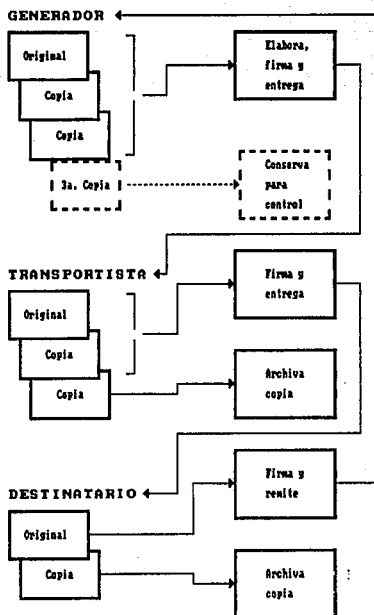 GENERADOR
Original
Copia
Copia
3a. Copia
Elabora,
firma y
entrega
Conserva
para
control
TRANSPORTISTA
Original
Copia
Copia
Firma y
entrega
Archiva
copia
DESTINATARIO
Original
Copia
Firma y
remite
Archiva
copia